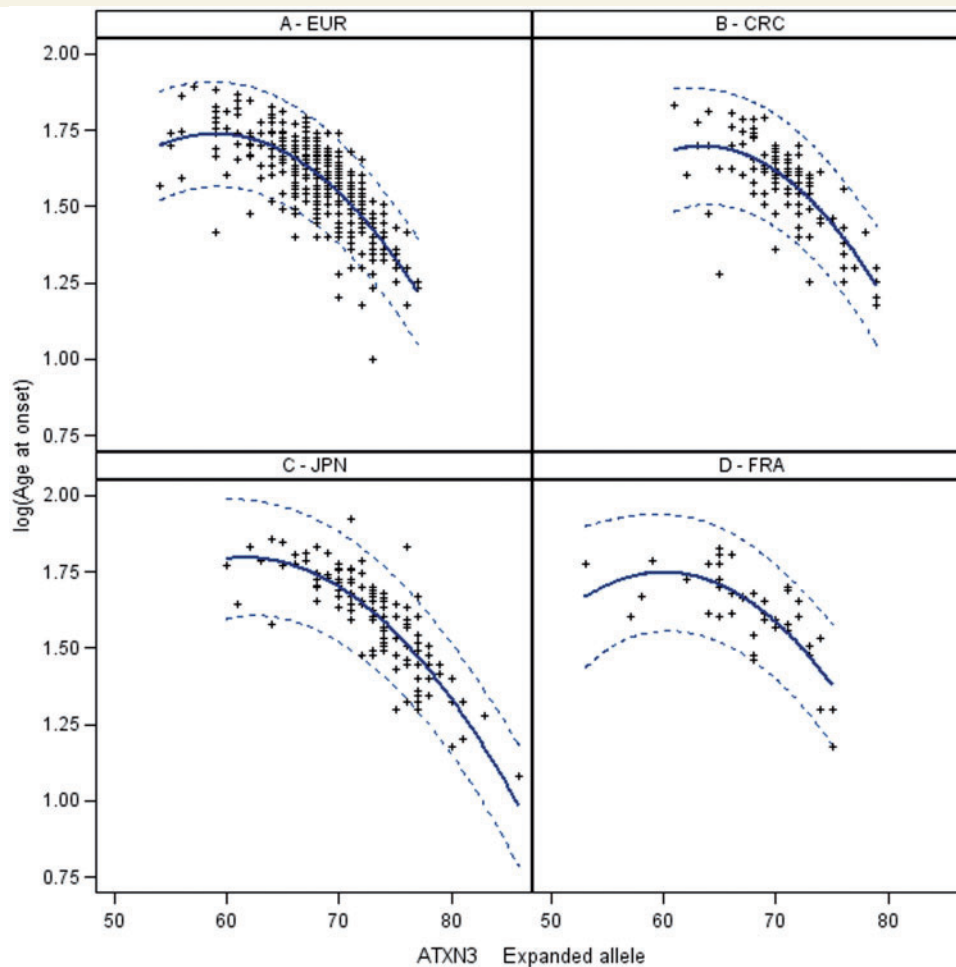 A - EUR
B - CRC
2.00
1.75
1.50
1.25
1.00
0.75
C - JPN
D - FRA
log(Age at onset)
2.00
1.75
1.50
1.25
1.00
0.75
50 60 70 80 50 60 70 80
ATXN3 Expanded allele